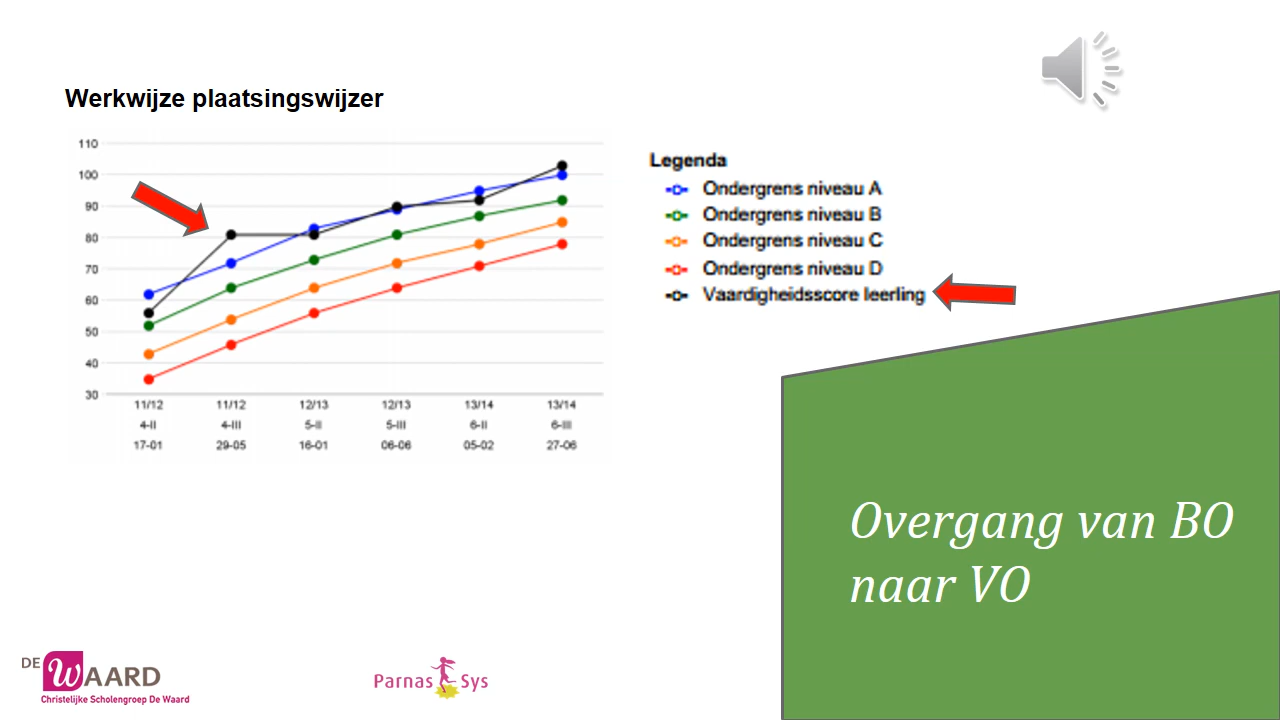 Werkwijze plaatsingswijzer
110
100
90
80
70
60
50
40
30
11/12 11/12 12/13 12/13 13/14 13/14
4-II 4-III 5-II 5-III 6-II 6-III
17-01 29-05 16-01 06-06 05-02 27-06
Legenda
Ondergrens niveau A
Ondergrens niveau B
Ondergrens niveau C
Ondergrens niveau D
Vaardigheidsscore leerling
Overgang van BO
naar VO
DE WAARD
Christelijke Scholengroep De Waard
Parnas Sys